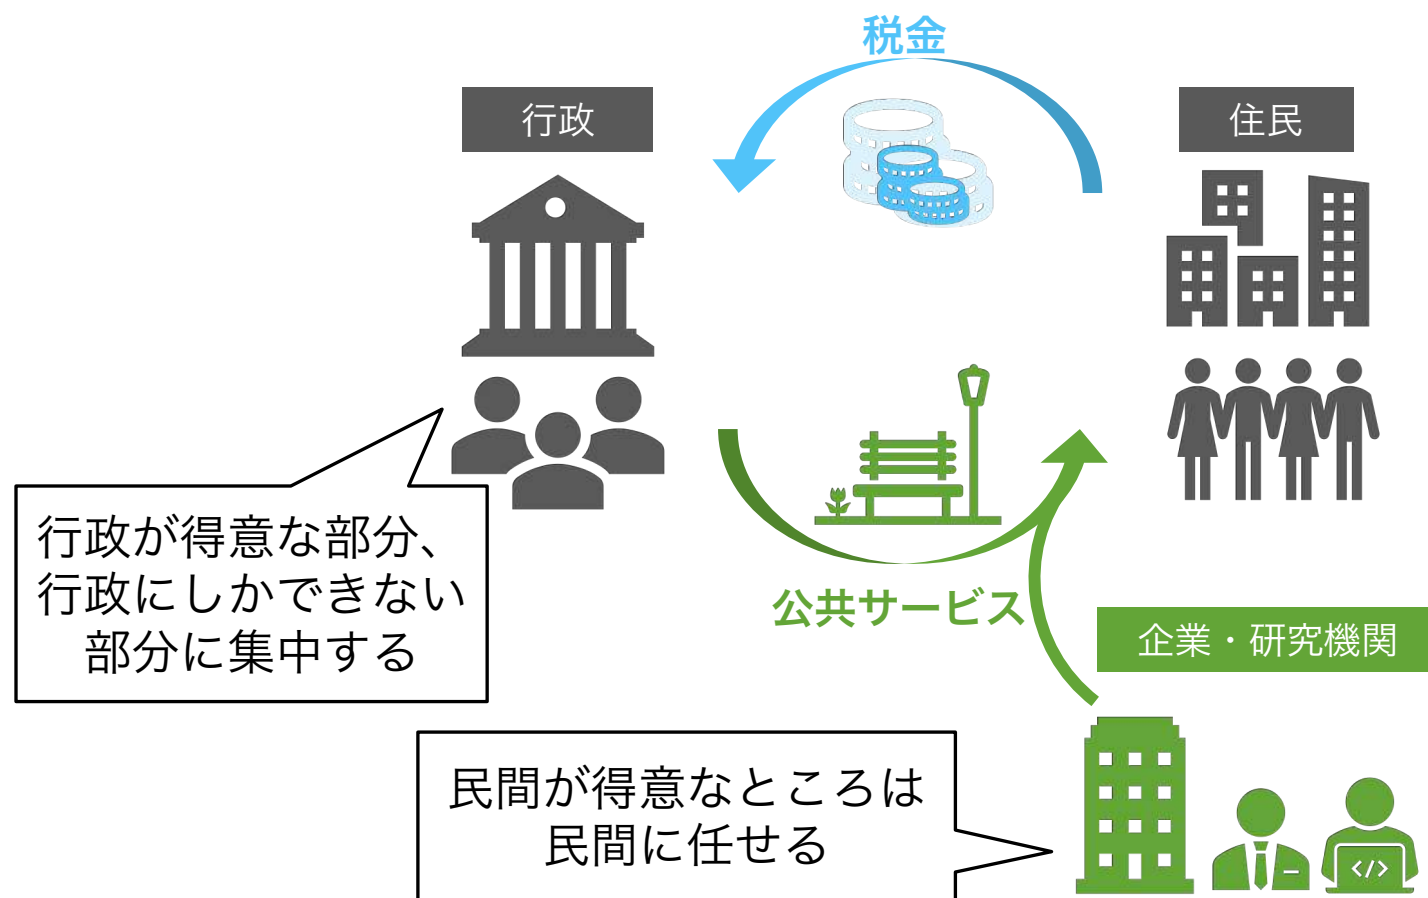 税金
行政
住民
行政が得意な部分、
行政にしかできない
部分に集中する
公共サービス
企業・研究機関
民間が得意なところは
民間に任せる
</>